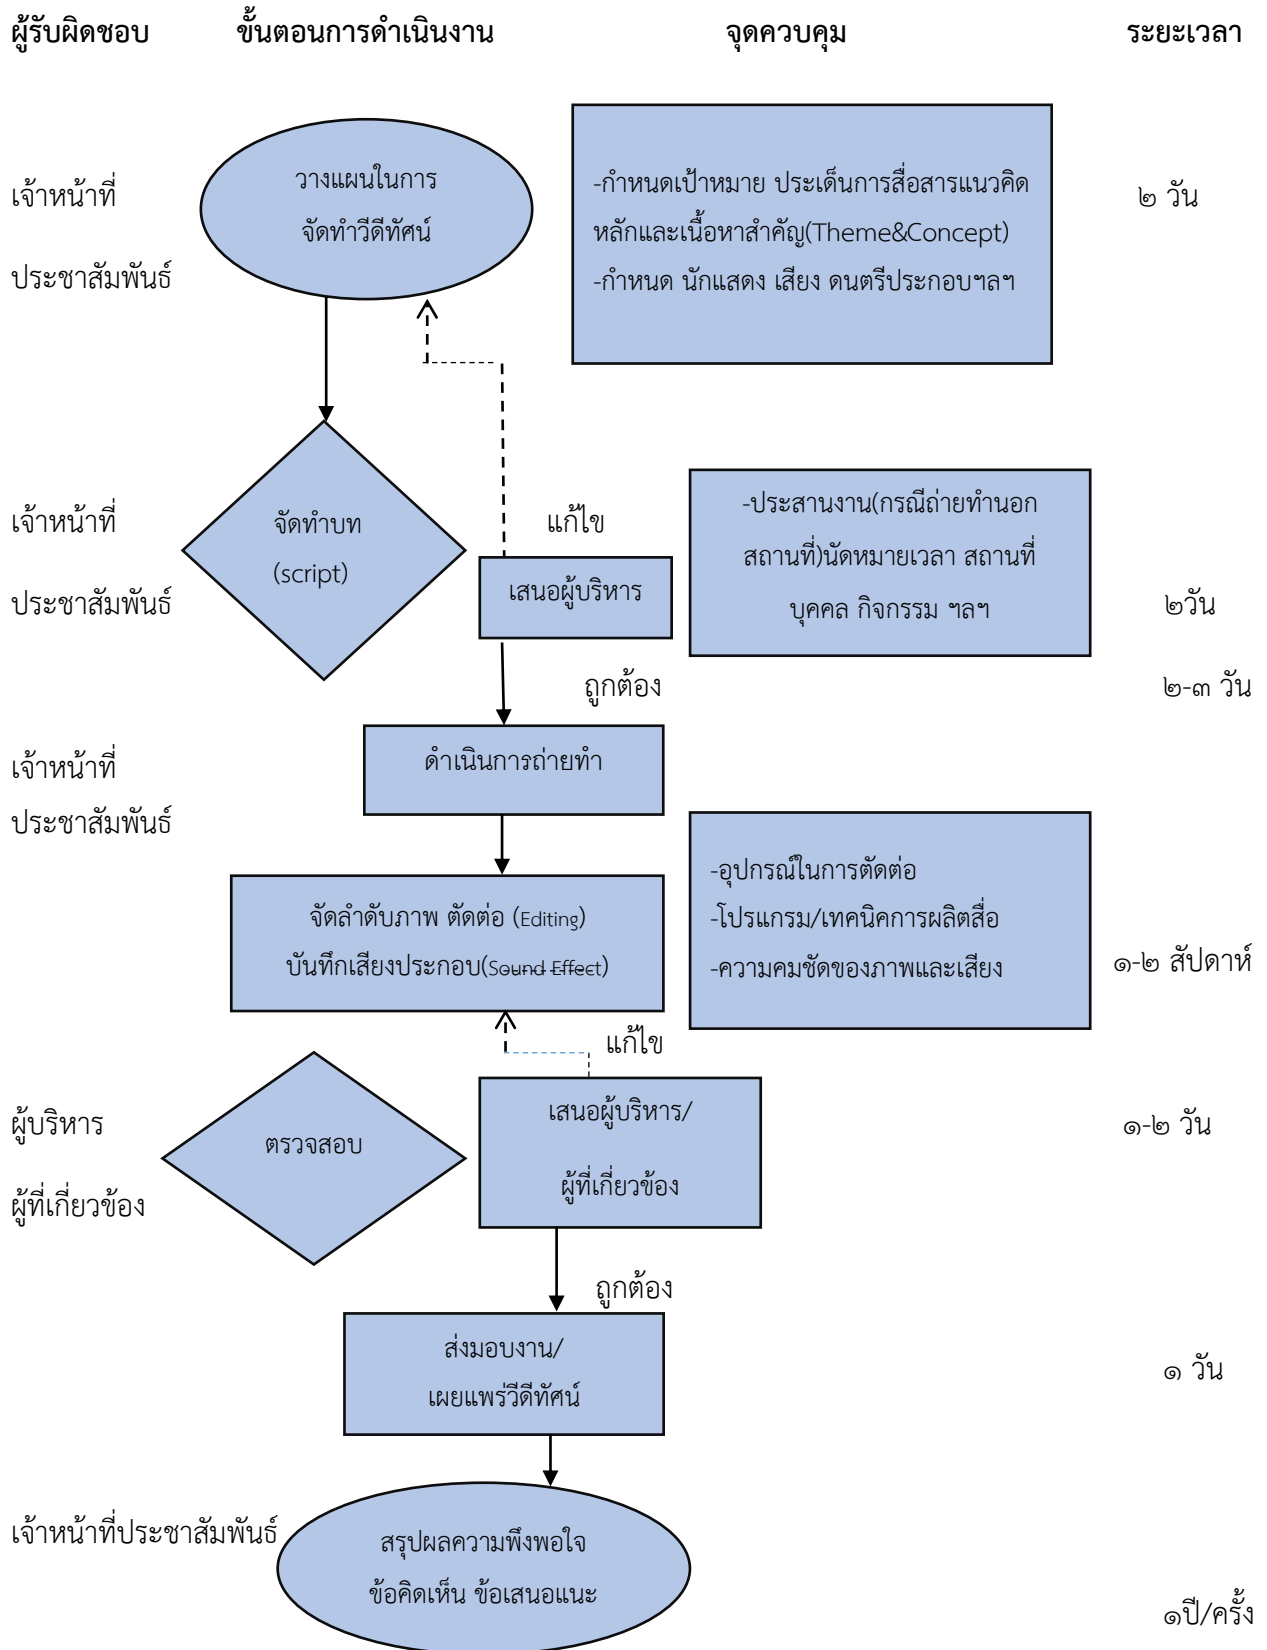 ผู้รับผิดชอบ ขั้นตอนการดำเนินงาน จุดควบคุม ระยะเวลา
เจ้าหน้าที่
ประชาสัมพันธ์
วางแผนในการ
จัดทำวีดีทัศน์
-กำหนดเป้าหมาย ประเด็นการสื่อสารแนวคิด
หลักและเนื้อหาสำคัญ(Theme&Concept)
-กำหนด นักแสดง เสียง ดนตรีประกอบฯลฯ
๒ วัน
เจ้าหน้าที่
ประชาสัมพันธ์
จัดทำบท
(script)
แก้ไข
เสนอผู้บริหาร
-ประสานงาน(กรณีถ่ายทำนอก
สถานที่)นัดหมายเวลา สถานที่
บุคคล กิจกรรม ฯลฯ
๒วัน
ถูกต้อง
๒-๓ วัน
เจ้าหน้าที่
ประชาสัมพันธ์
ดำเนินการถ่ายทำ
จัดลำดับภาพ ตัดต่อ (Editing)
บันทึกเสียงประกอบ(Sound Effect)
-อุปกรณ์ในการตัดต่อ
-โปรแกรม/เทคนิคการผลิตสื่อ
-ความคมชัดของภาพและเสียง
๑-๒ สัปดาห์
แก้ไข
ผู้บริหาร
ผู้ที่เกี่ยวข้อง
ตรวจสอบ
เสนอผู้บริหาร/
ผู้ที่เกี่ยวข้อง
๑-๒ วัน
ถูกต้อง
ส่งมอบงาน/
เผยแพร่วีดีทัศน์
๑ วัน
เจ้าหน้าที่ประชาสัมพันธ์
สรุปผลความพึงพอใจ
ข้อคิดเห็น ข้อเสนอแนะ
๑ปี/ครั้ง